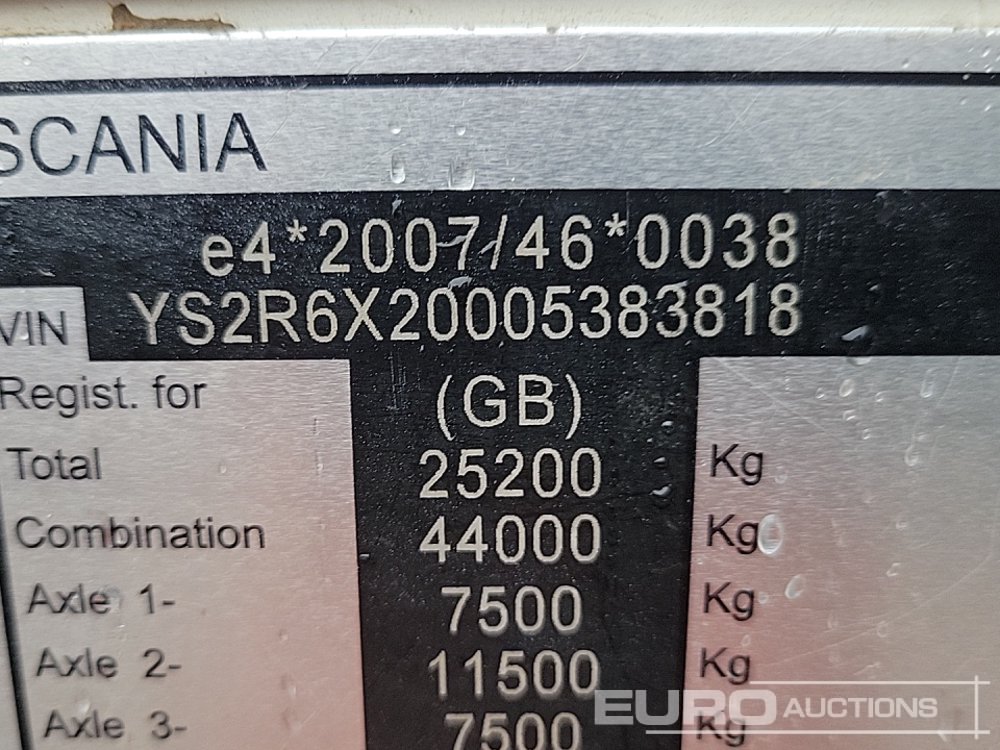 SCANIA
e4*2007/46*0038
VIN YS2R6X20005383818
Regist. for (GB)
Total 25200 Kg
Combination 44000 Kg
Axle 1- 7500 Kg
Axle 2- 11500 Kg
Axle 3- 7500 Kg
EURO AUCTIONS